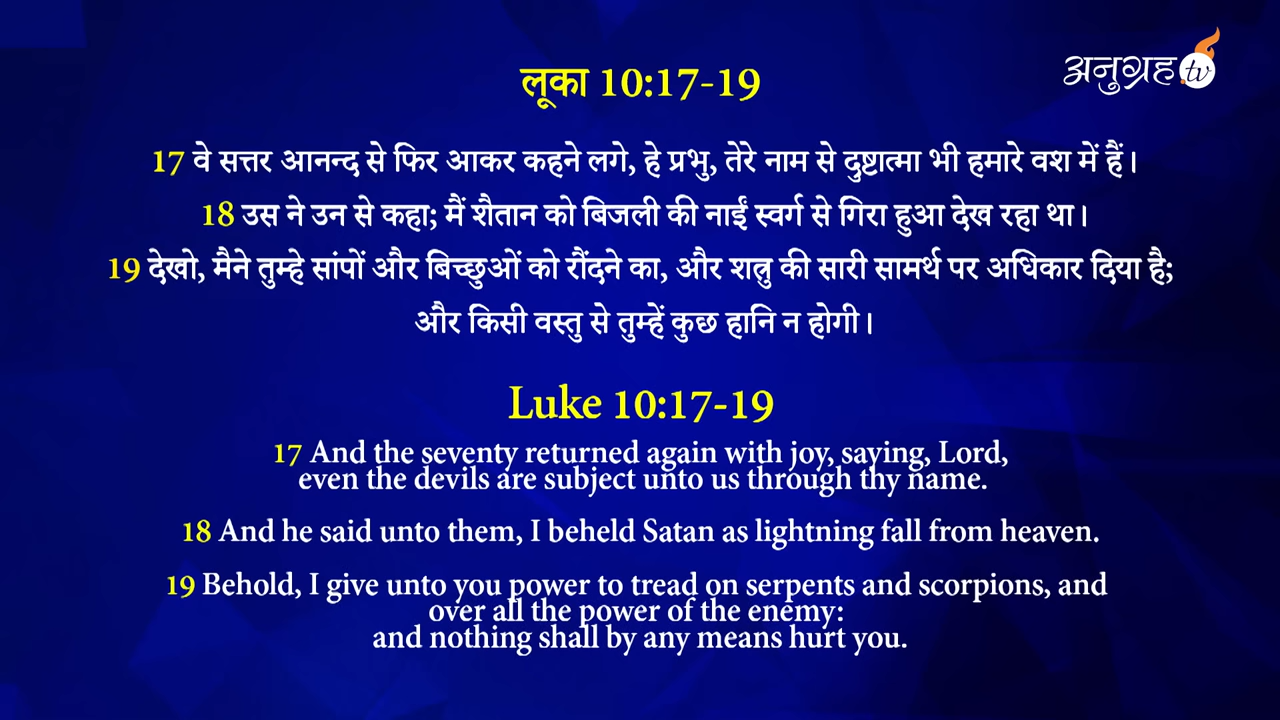 लूका 10:17-19
अनुग्रह.tv
17 वे सत्तर आनन्द से फिर आकर कहने लगे, हे प्रभु, तेरे नाम से दुष्टात्मा भी हमारे वश में हैं।
18 उस ने उन से कहा; मैं शैतान को बिजली की नाईं स्वर्ग से गिरा हुआ देख रहा था।
19 देखो, मैने तुम्हे सांपों और बिच्छुओं को रौंदने का, और शत्रु की सारी सामर्थ पर अधिकार दिया है;
और किसी वस्तु से तुम्हें कुछ हानि न होगी।
Luke 10:17-19
17 And the seventy returned again with joy, saying, Lord,
even the devils are subject unto us through thy name.
18 And he said unto them, I beheld Satan as lightning fall from heaven.
19 Behold, I give unto you power to tread on serpents and scorpions, and
over all the power of the enemy:
and nothing shall by any means hurt you.